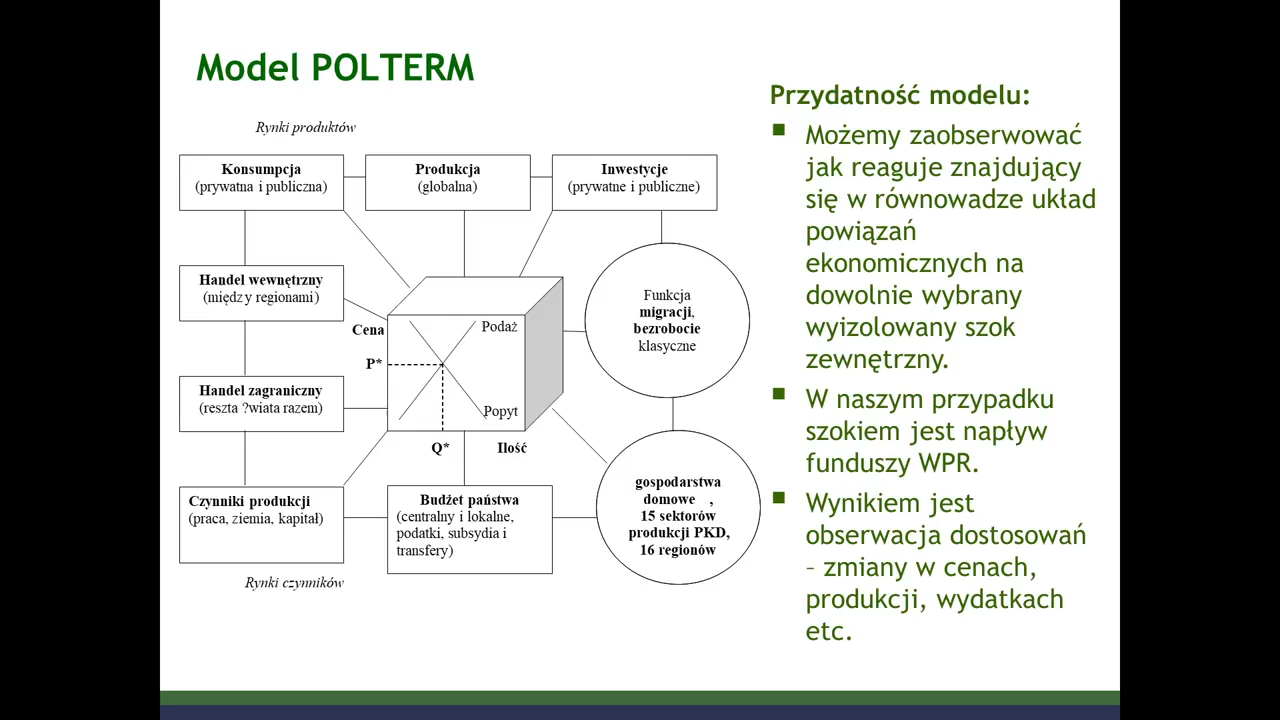 Model POLTERM
Rynki produktów
Konsumpcja
(prywatna i publiczna)
Produkcja
(globalna)
Inwestycje
(prywatne i publiczne)
Handel wewnętrzny
(między regionami)
Handel zagraniczny
(reszta ?wiata razem)
Czynniki produkcji
(praca, ziemia, kapitał)
Rynki czynników
Cena
P*
Podaż
Popyt
Q*
Ilość
Budżet państwa
(centralny i lokalne,
podatki, subsydia i
transfery)
Funkcja
migracji,
bezrobocie
klasyczne
gospodarstwa
domowe ,
15 sektorów
produkcji PKD,
16 regionów
Przydatność modelu:
▪ Możemy zaobserwować
jak reaguje znajdujący
się w równowadze układ
powiązań
ekonomicznych na
dowolnie wybrany
wyizolowany szok
zewnętrzny.
▪ W naszym przypadku
szokiem jest napływ
funduszy WPR.
▪ Wynikiem jest
obserwacja dostosowań
– zmiany w cenach,
produkcji, wydatkach
etc.